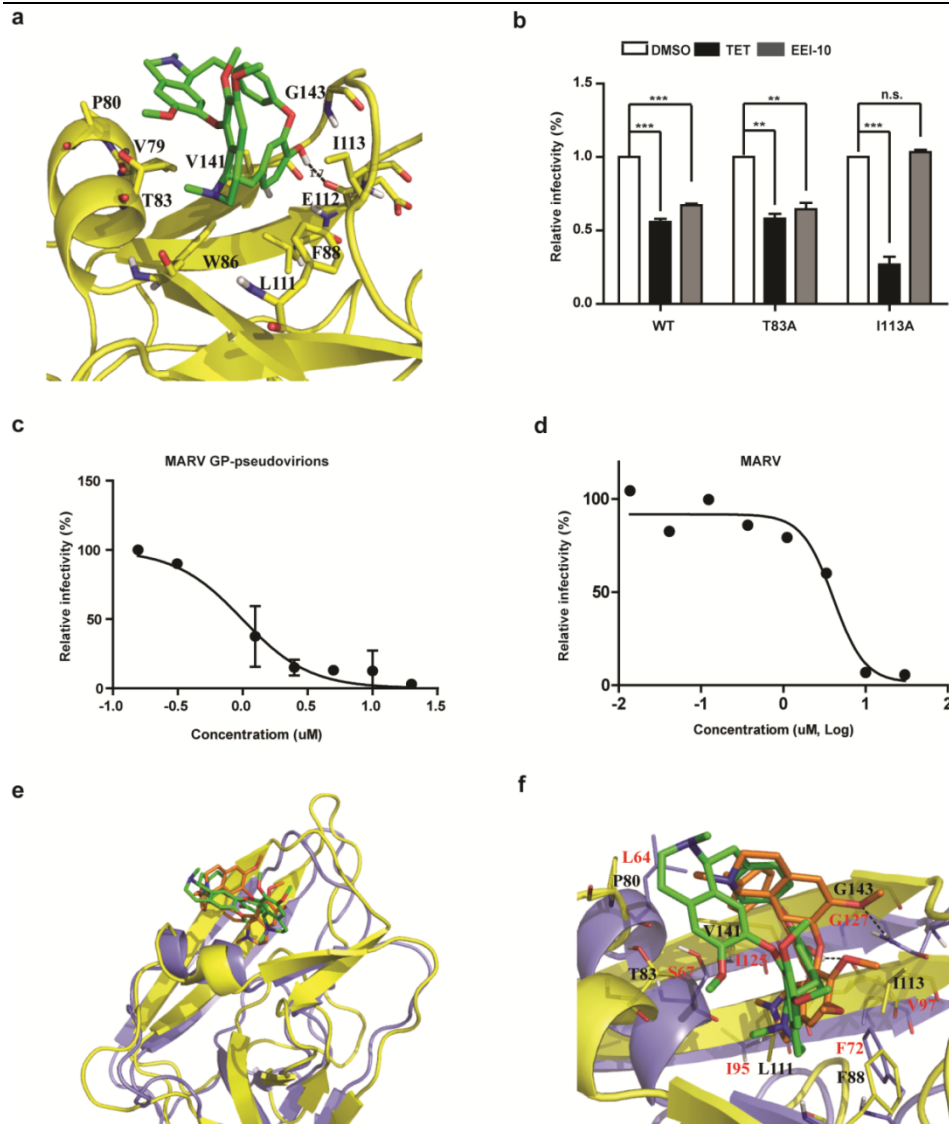 a
P80
V79
T83
V141
G143
I113
E112
F88
W86
L111
b
DMSO TET EEI-10
Relative infectivity (%)
1.5
1.0
0.5
0.0
***
***
**
**
n.s.
***
WT T83A I113A
c
MARV GP-pseudovirions
Relative infectivity (%)
150
100
50
0
-1.0 -0.5 0.0 0.5 1.0 1.5
Concentratiom (uM)
d
MARV
Relative infectivity (%)
100
50
0
-2 -1 0 1 2
Concentratiom (uM, Log)
e
f
L64
P80
G143
G127
V141
I125
T83
S67
I113
V97
I95
L111
F72
F88